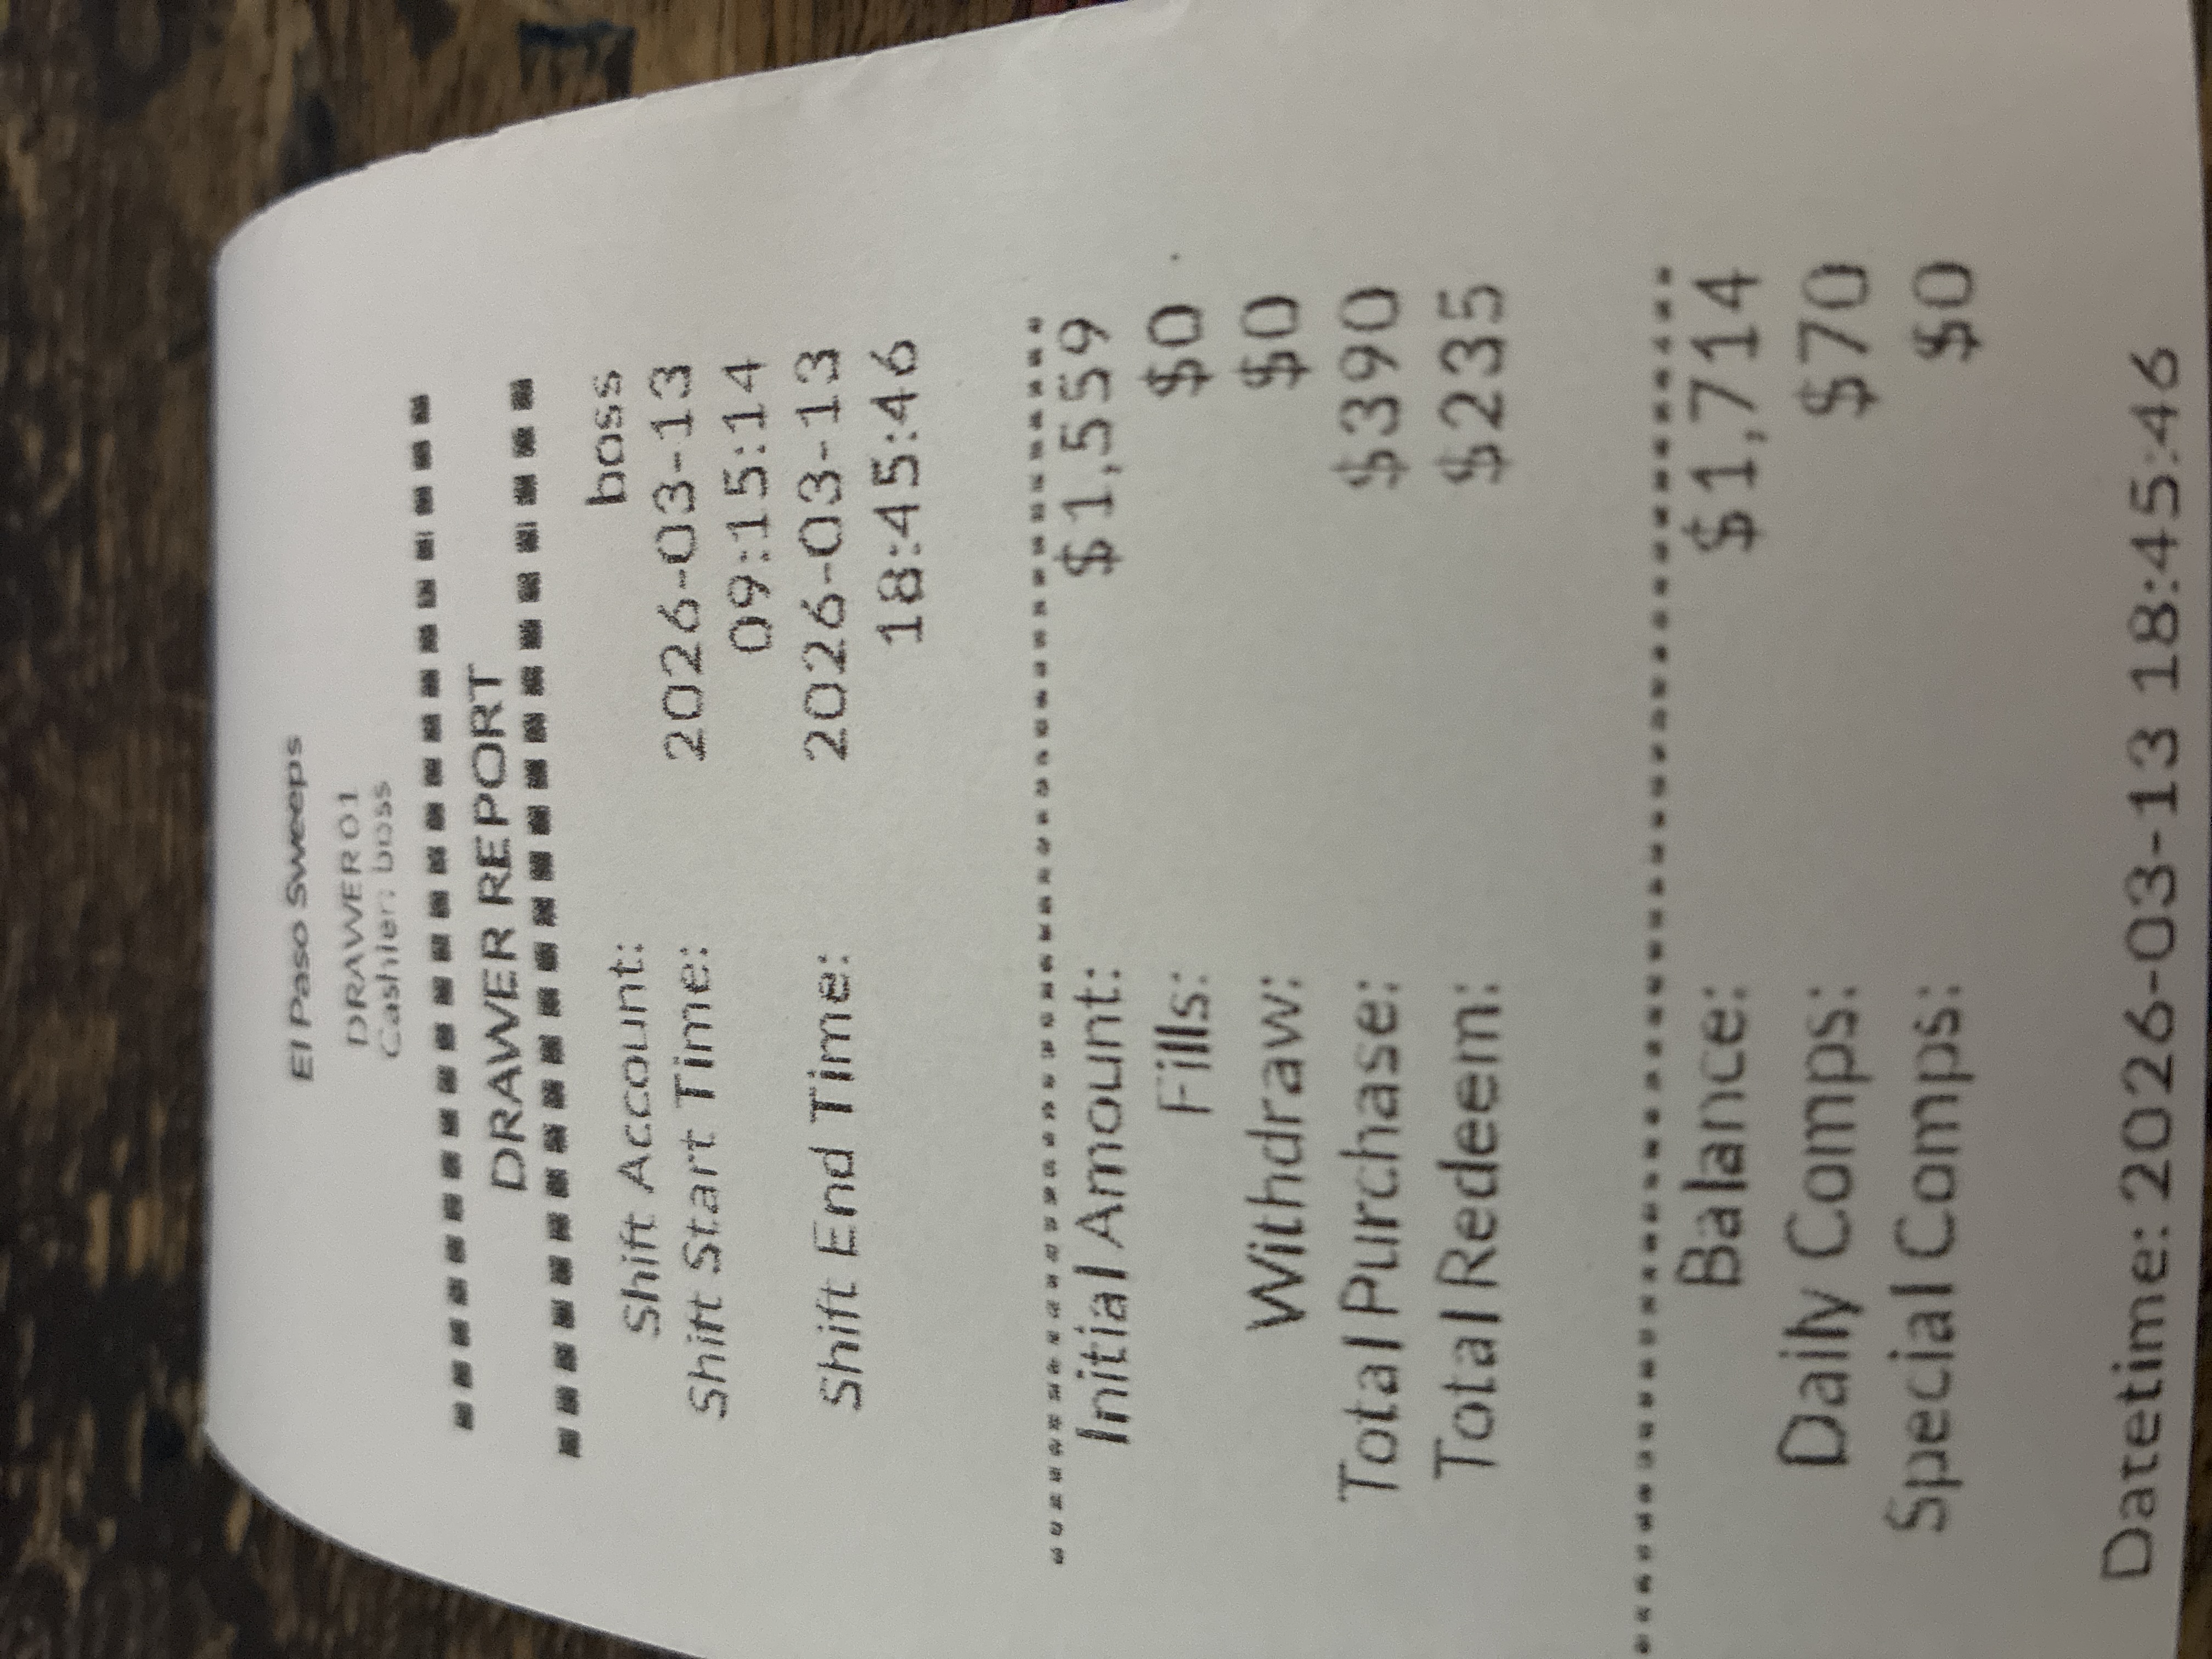 El Paso Sweeps
DRAWER 01
Cashier: boss
DRAWER REPORT
Shift Account: boss
Shift Start Time: 2026-03-13
09:15:14
Shift End Time: 2026-03-13
18:45:46
Initial Amount: $1,559
Fills: $0
Withdraw: $0
Total Purchase: $390
Total Redeem: $235
Balance: $1,714
Daily Comps: $70
Special Comps: $0
Datetime: 2026-03-13 18:45:46